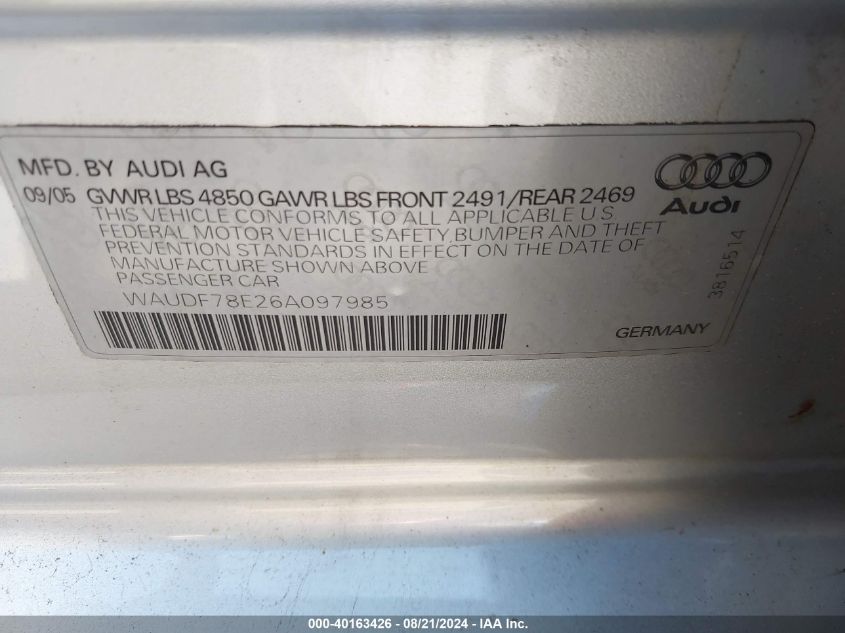 MFD. BY AUDI AG
09/05 GVWR LBS 4850 GAWR LBS FRONT 2491/REAR 2469
THIS VEHICLE CONFORMS TO ALL APPLICABLE U.S.
FEDERAL MOTOR VEHICLE SAFETY, BUMPER AND THEFT
PREVENTION STANDARDS IN EFFECT ON THE DATE OF
MANUFACTURE SHOWN ABOVE
PASSENGER CAR
WAUDF78E26A097985
Audi
3816514
GERMANY
000-40163426 - 08/21/2024 - IAA Inc.